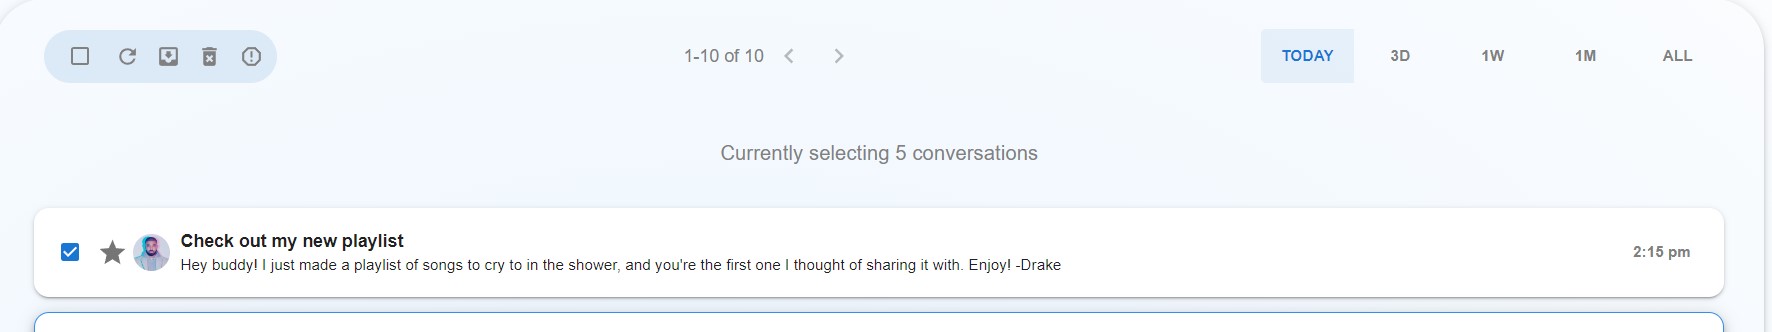 1-10 of 10
TODAY 3D 1W 1M ALL
Currently selecting 5 conversations
Check out my new playlist
Hey buddy! I just made a playlist of songs to cry to in the shower, and you're the first one I thought of sharing it with. Enjoy! -Drake
2:15 pm